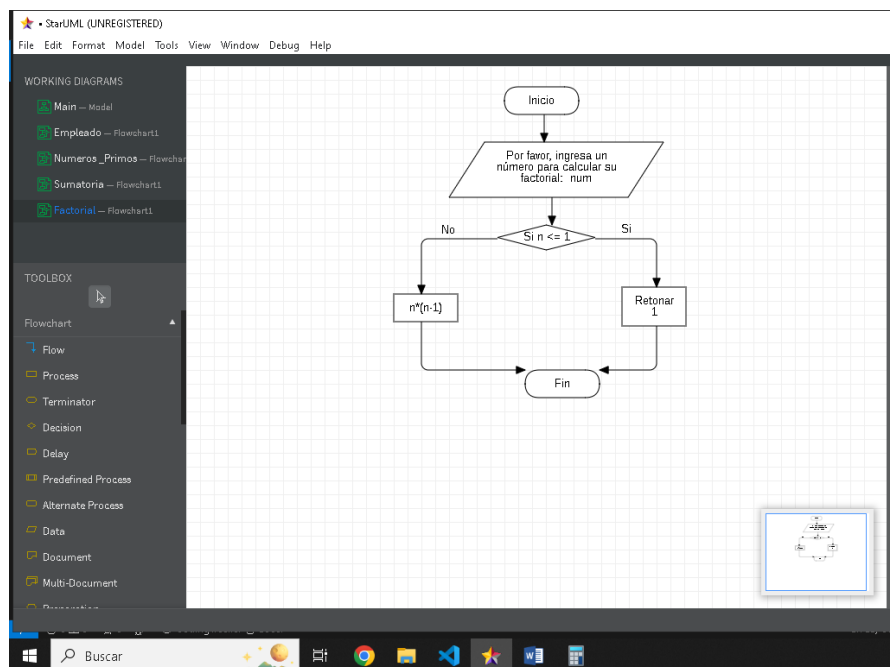 • StarUML (UNREGISTERED)
File Edit Format Model Tools View Window Debug Help
WORKING DIAGRAMS
Main — Model
Empleado — Flowchart1
Numeros _Primos — Flowchar
Sumatoria — Flowchart1
Factorial — Flowchart1
TOOLBOX
Flowchart
Flow
Process
Terminator
Decision
Delay
Predefined Process
Alternate Process
Data
Document
Multi-Document
Inicio
Por favor, ingresa un
número para calcular su
factorial: num
No
Si n <= 1
Si
n*(n-1)
Retonar
1
Fin
Buscar